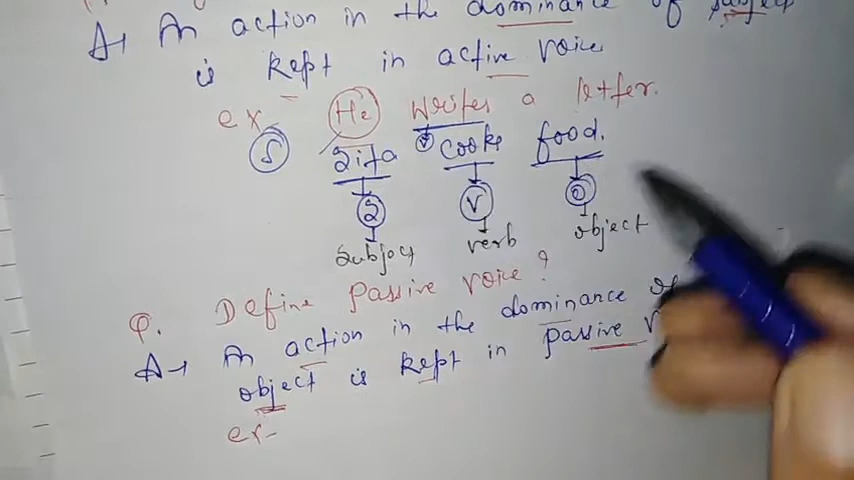 A→ An action in the dominance of subject
is kept in active voice
ex. He writes a letter.
S Sita V cooks food.
S V O
Subject verb object
Q. Define passive voice?
A→ An action in the dominance of
object is kept in passive
ex-